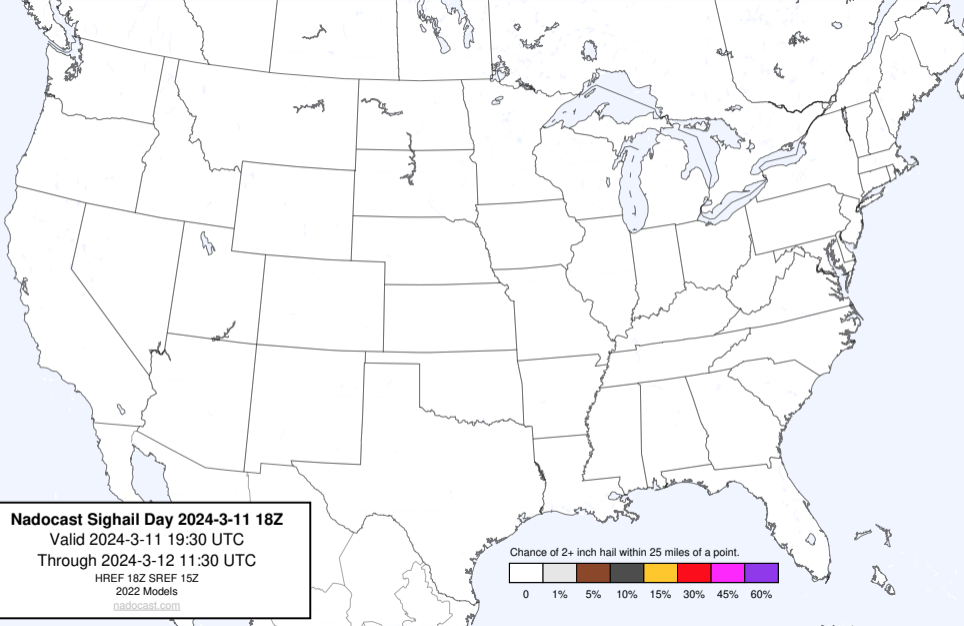 Nadocast Sighail Day 2024-3-11 18Z
Valid 2024-3-11 19:30 UTC
Through 2024-3-12 11:30 UTC
HREF 18Z SREF 15Z
2022 Models
nadocast.com
Chance of 2+ inch hail within 25 miles of a point.
0 1% 5% 10% 15% 30% 45% 60%